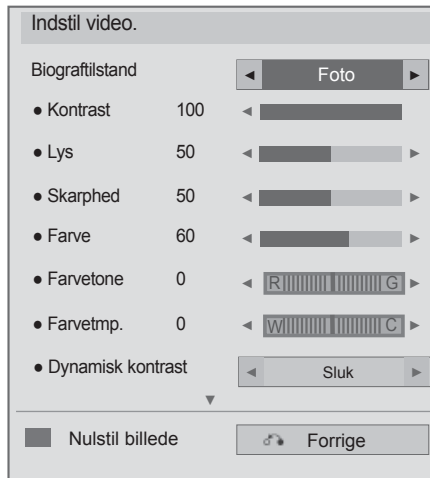 Indstil video.
Biograftilstand ◄ Foto ►
● Kontrast 100 ◄
● Lys 50 ◄ ►
● Skarphed 50 ◄ ►
● Farve 60 ◄ ►
● Farvetone 0 ◄ R G ►
● Farvetmp. 0 ◄ W C ►
● Dynamisk kontrast ◄ Sluk ►
▼
Nulstil billede Forrige